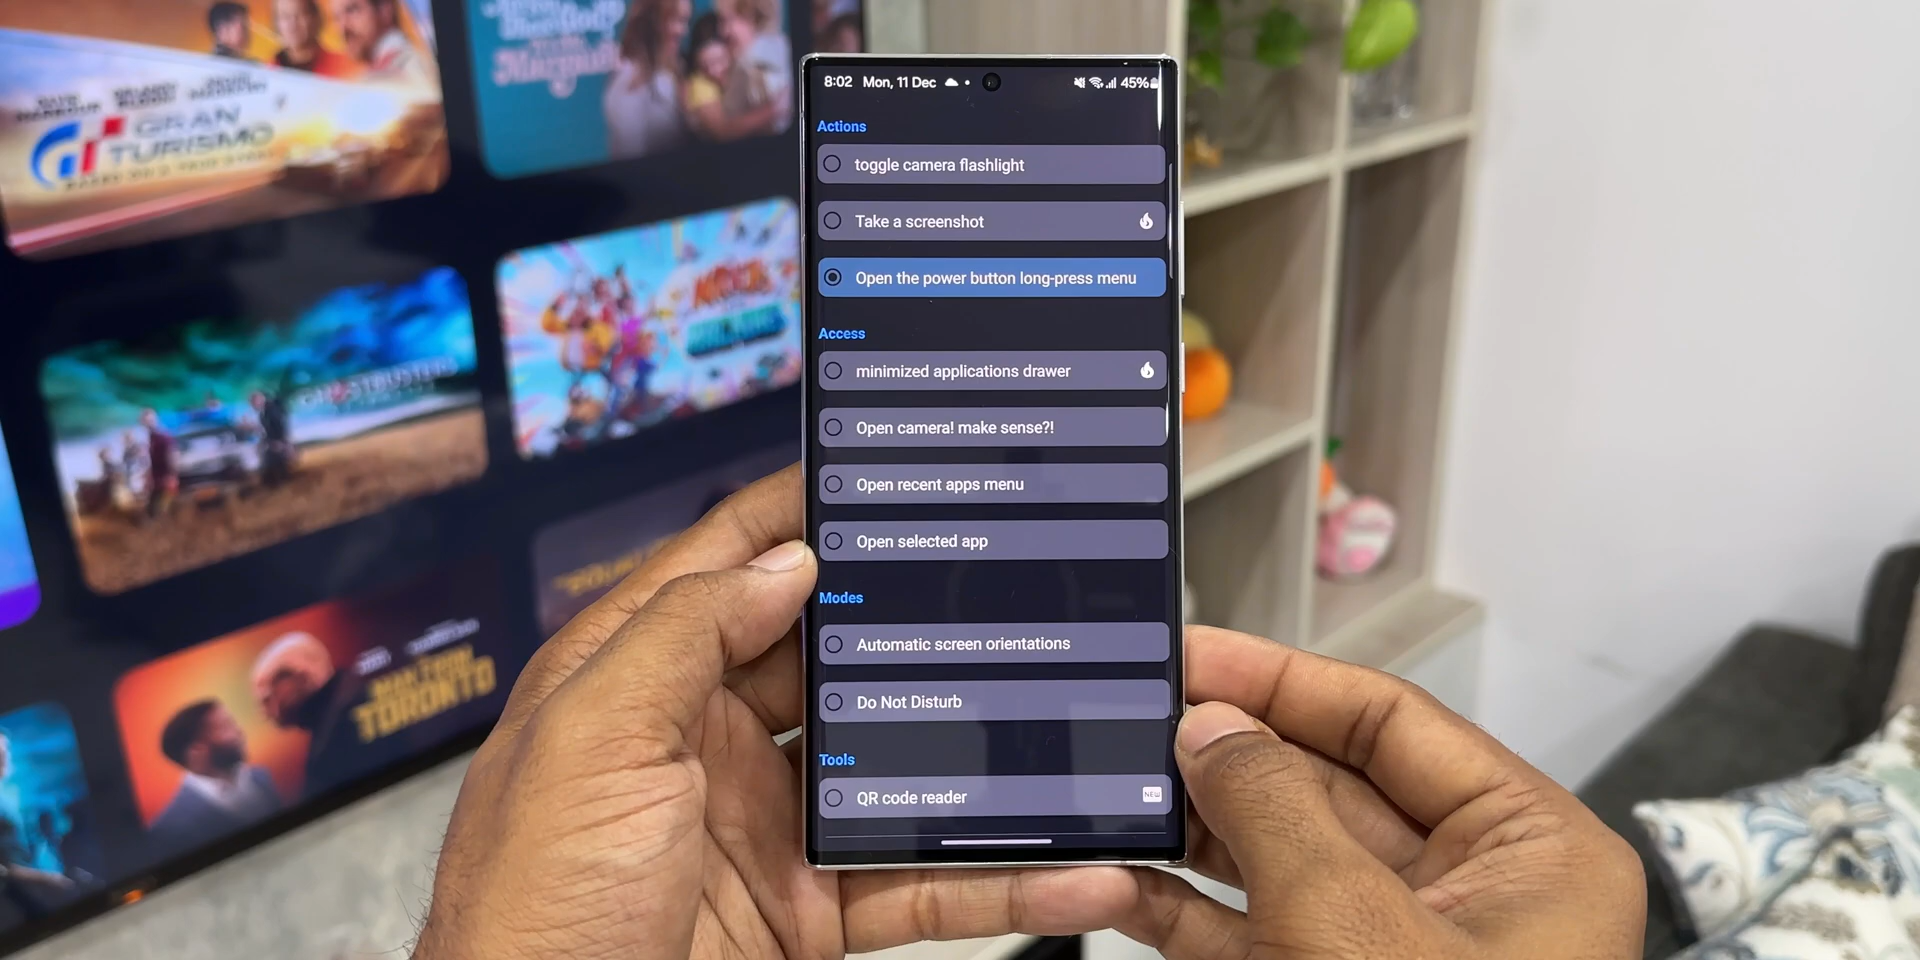 GRAN
TURISMO
8:02 Mon, 11 Dec 45%
Actions
toggle camera flashlight
Take a screenshot
Open the power button long-press menu
Access
minimized applications drawer
Open camera! make sense?!
Open recent apps menu
Open selected app
Modes
Automatic screen orientations
Do Not Disturb
Tools
QR code reader NEW
TORONTO